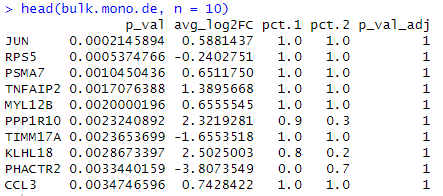 > head(bulk.mono.de, n = 10)
p_val avg_log2FC pct.1 pct.2 p_val_adj
JUN 0.0002145894 0.5881437 1.0 1.0 1
RPS5 0.0005374766 -0.2402751 1.0 1.0 1
PSMA7 0.0010450436 0.6511750 1.0 1.0 1
TNFAIP2 0.0017076388 1.3895668 1.0 1.0 1
MYL12B 0.0020000196 0.6555545 1.0 1.0 1
PPP1R10 0.0023240892 2.3219281 0.9 0.3 1
TIMM17A 0.0023653699 -1.6553518 1.0 1.0 1
KLHL18 0.0028673397 2.5025003 0.8 0.2 1
PHACTR2 0.0033440159 -3.8073549 0.0 0.7 1
CCL3 0.0034746596 0.7428422 1.0 1.0 1